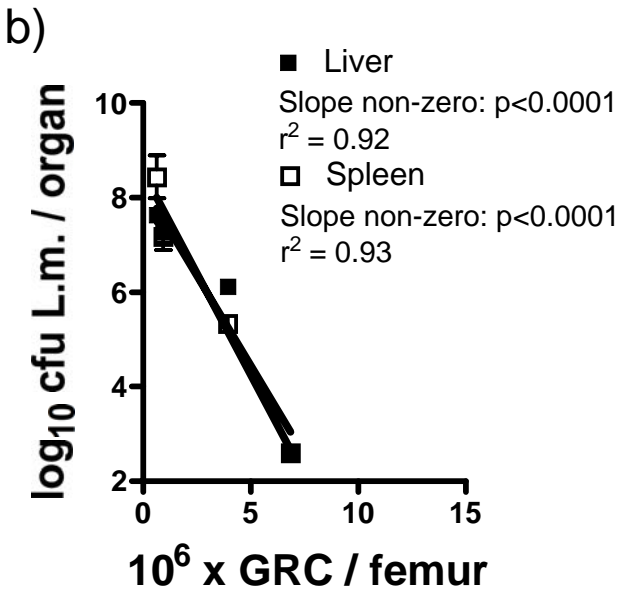 b)
Liver
Slope non-zero: p<0.0001
r² = 0.92
Spleen
Slope non-zero: p<0.0001
r² = 0.93
log₁₀ cfu L.m. / organ
10
8
6
4
2
0 5 10 15
10⁶ x GRC / femur